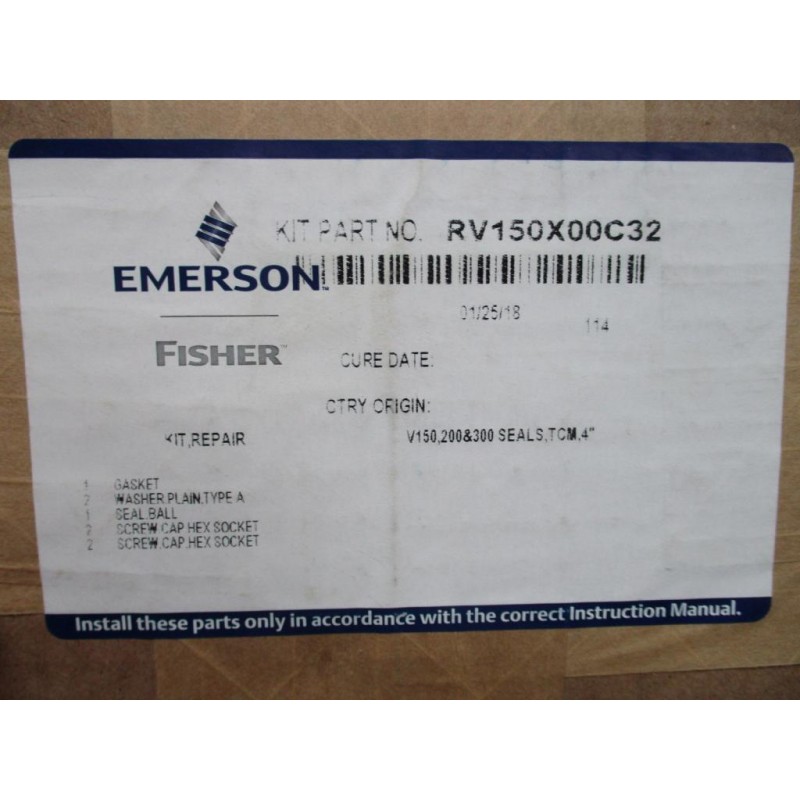 KIT PART NO. RV150X00C32
EMERSON™
01/25/18
114
FISHER™
CURE DATE:
CTRY ORIGIN:
KIT,REPAIR V150,200&300 SEALS,TCM,4"
1 GASKET
2 WASHER,PLAIN,TYPE A
1 SEAL,BALL
2 SCREW,CAP,HEX SOCKET
2 SCREW,CAP,HEX SOCKET
Install these parts only in accordance with the correct Instruction Manual.